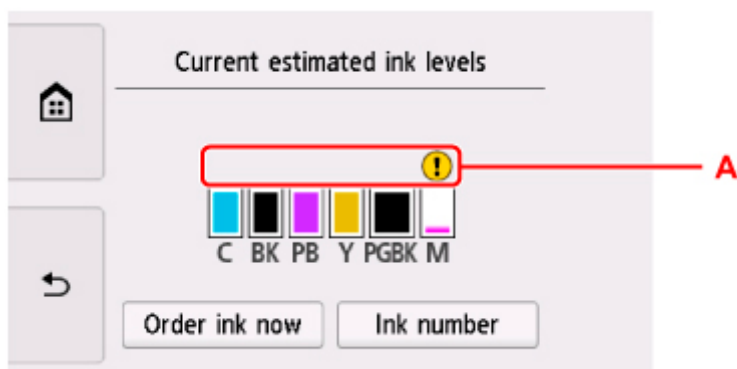 Current estimated ink levels
! A
C BK PB Y PGBK M
Order ink now Ink number